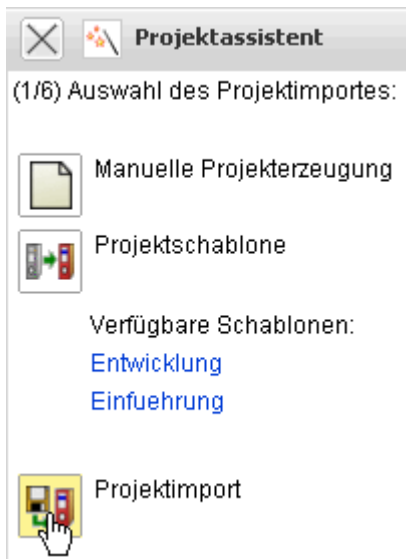 Projektassistent
(1/6) Auswahl des Projektimportes:
Manuelle Projekterzeugung
Projektschablone
Verfügbare Schablonen:
Entwicklung
Einfuehrung
Projektimport